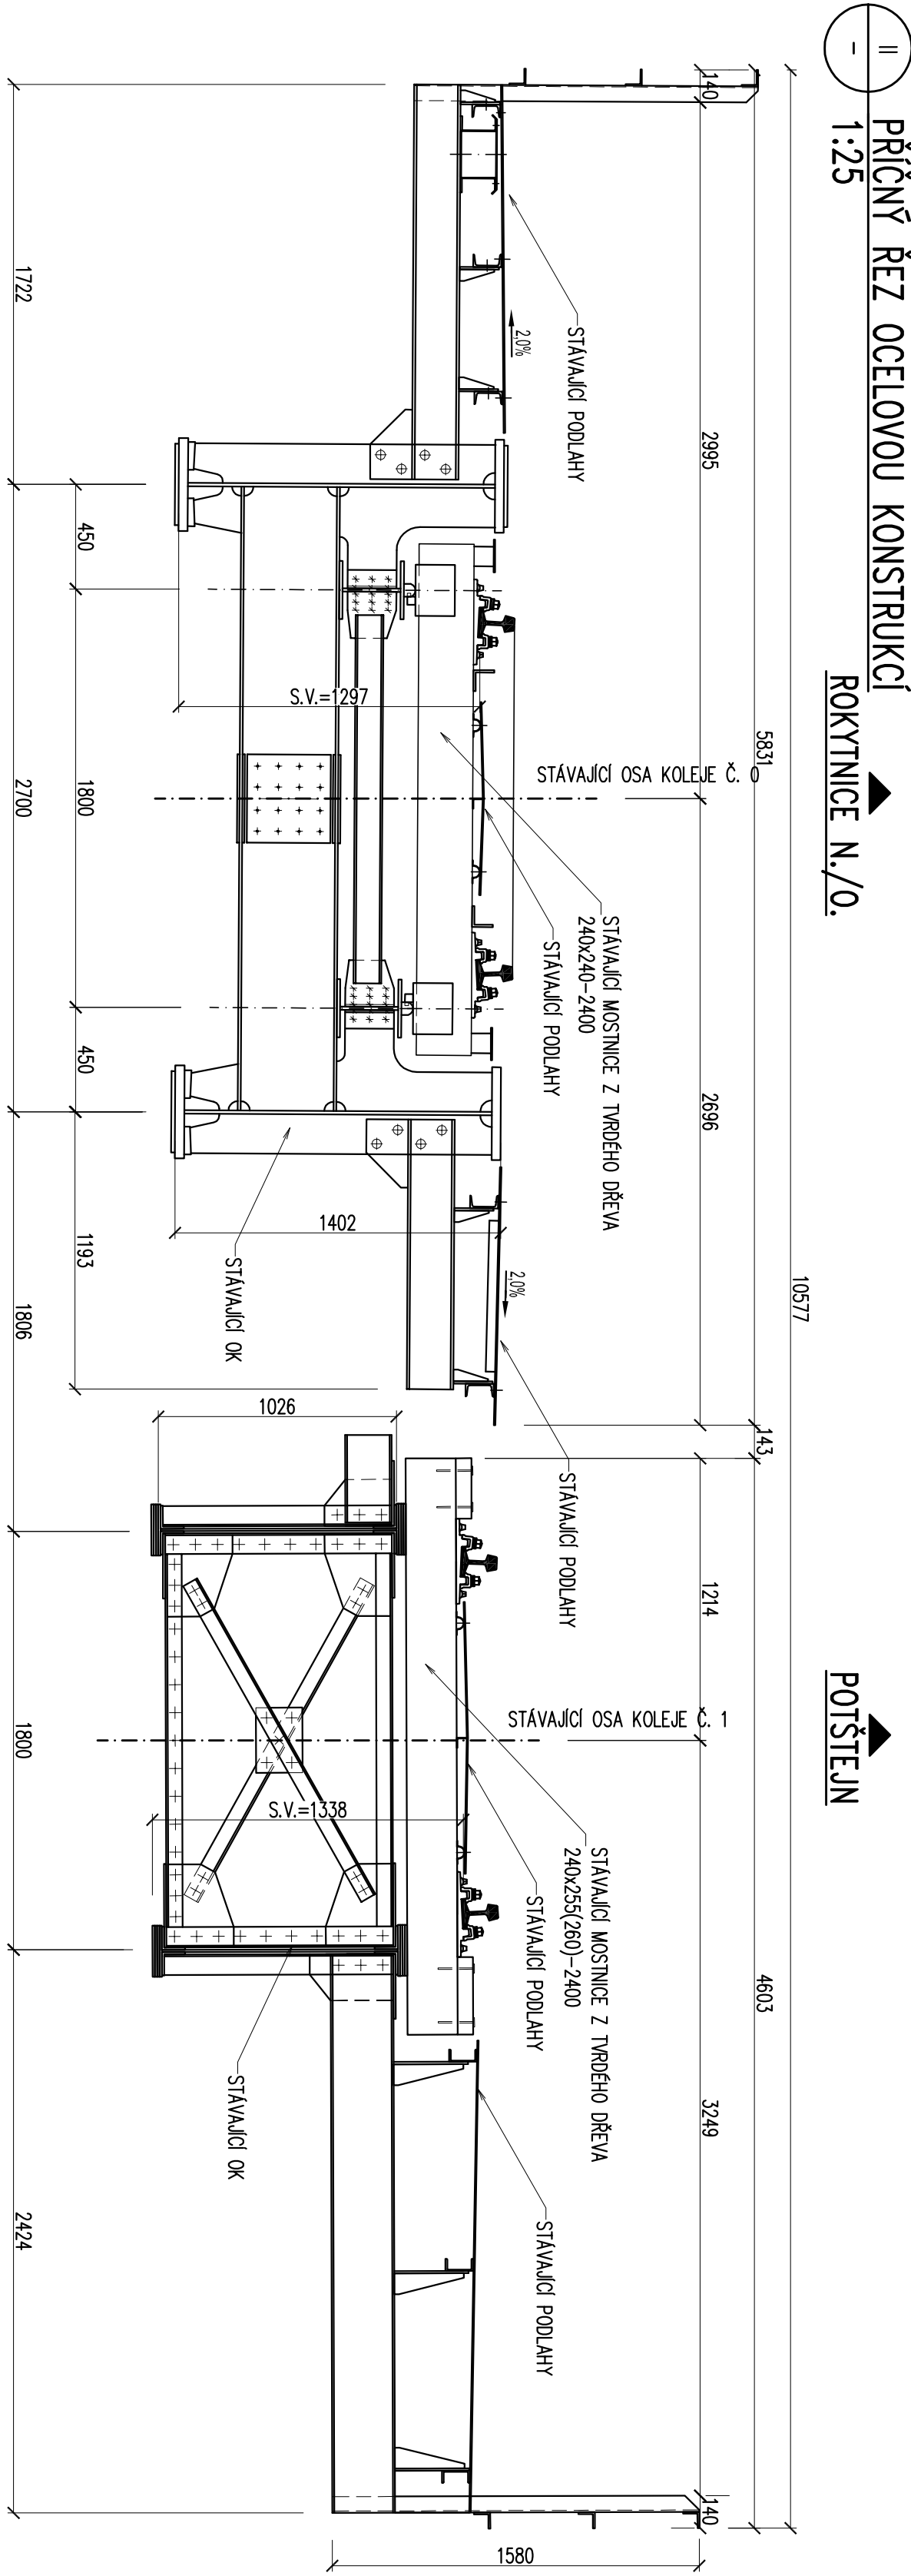 II
-
PŘÍČNÝ ŘEZ OCELOVOU KONSTRUKCÍ
1:25
ROKYTNICE N./O.
POTŠTEJN
10577
5831
143
4603
140
2995
2696
1214
3249
140
STÁVAJÍCÍ OSA KOLEJE Č. 0
STÁVAJÍCÍ OSA KOLEJE Č. 1
STÁVAJÍCÍ PODLAHY
2,0%
STÁVAJÍCÍ MOSTNICE Z TVRDÉHO DŘEVA
240x240-2400
STÁVAJÍCÍ PODLAHY
2,0%
STÁVAJÍCÍ PODLAHY
STÁVAJÍCÍ MOSTNICE Z TVRDÉHO DŘEVA
240x255(260)-2400
STÁVAJÍCÍ PODLAHY
STÁVAJÍCÍ PODLAHY
S.V.=1297
1402
STÁVAJÍCÍ OK
1026
S.V.=1338
STÁVAJÍCÍ OK
1580
450
1800
450
1193
1722
2700
1806
1800
2424